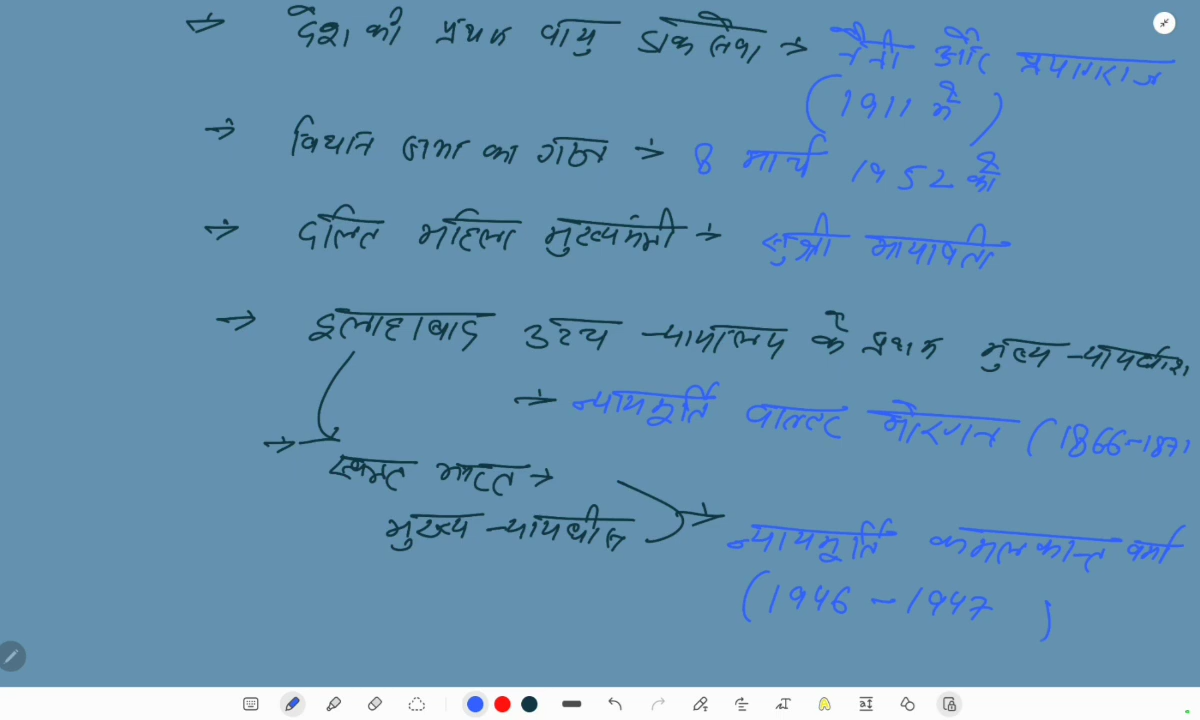 → देश की प्रथम वायु डाक सेवा → नैनी और प्रयागराज
(1911 में)
→ विधान सभा का गठन → 8 मार्च 1952 को
→ दलित महिला मुख्यमंत्री → सुश्री मायावती
→ इलाहाबाद उच्च न्यायालय के प्रथम मुख्य न्यायधीश
→ न्यायमूर्ति वाल्टर मोरगन (1866-1871
→ स्वतंत्र भारत →
मुख्य न्यायधीश → न्यायमूर्ति कमल कान्त वर्मा
(1946 - 1947)